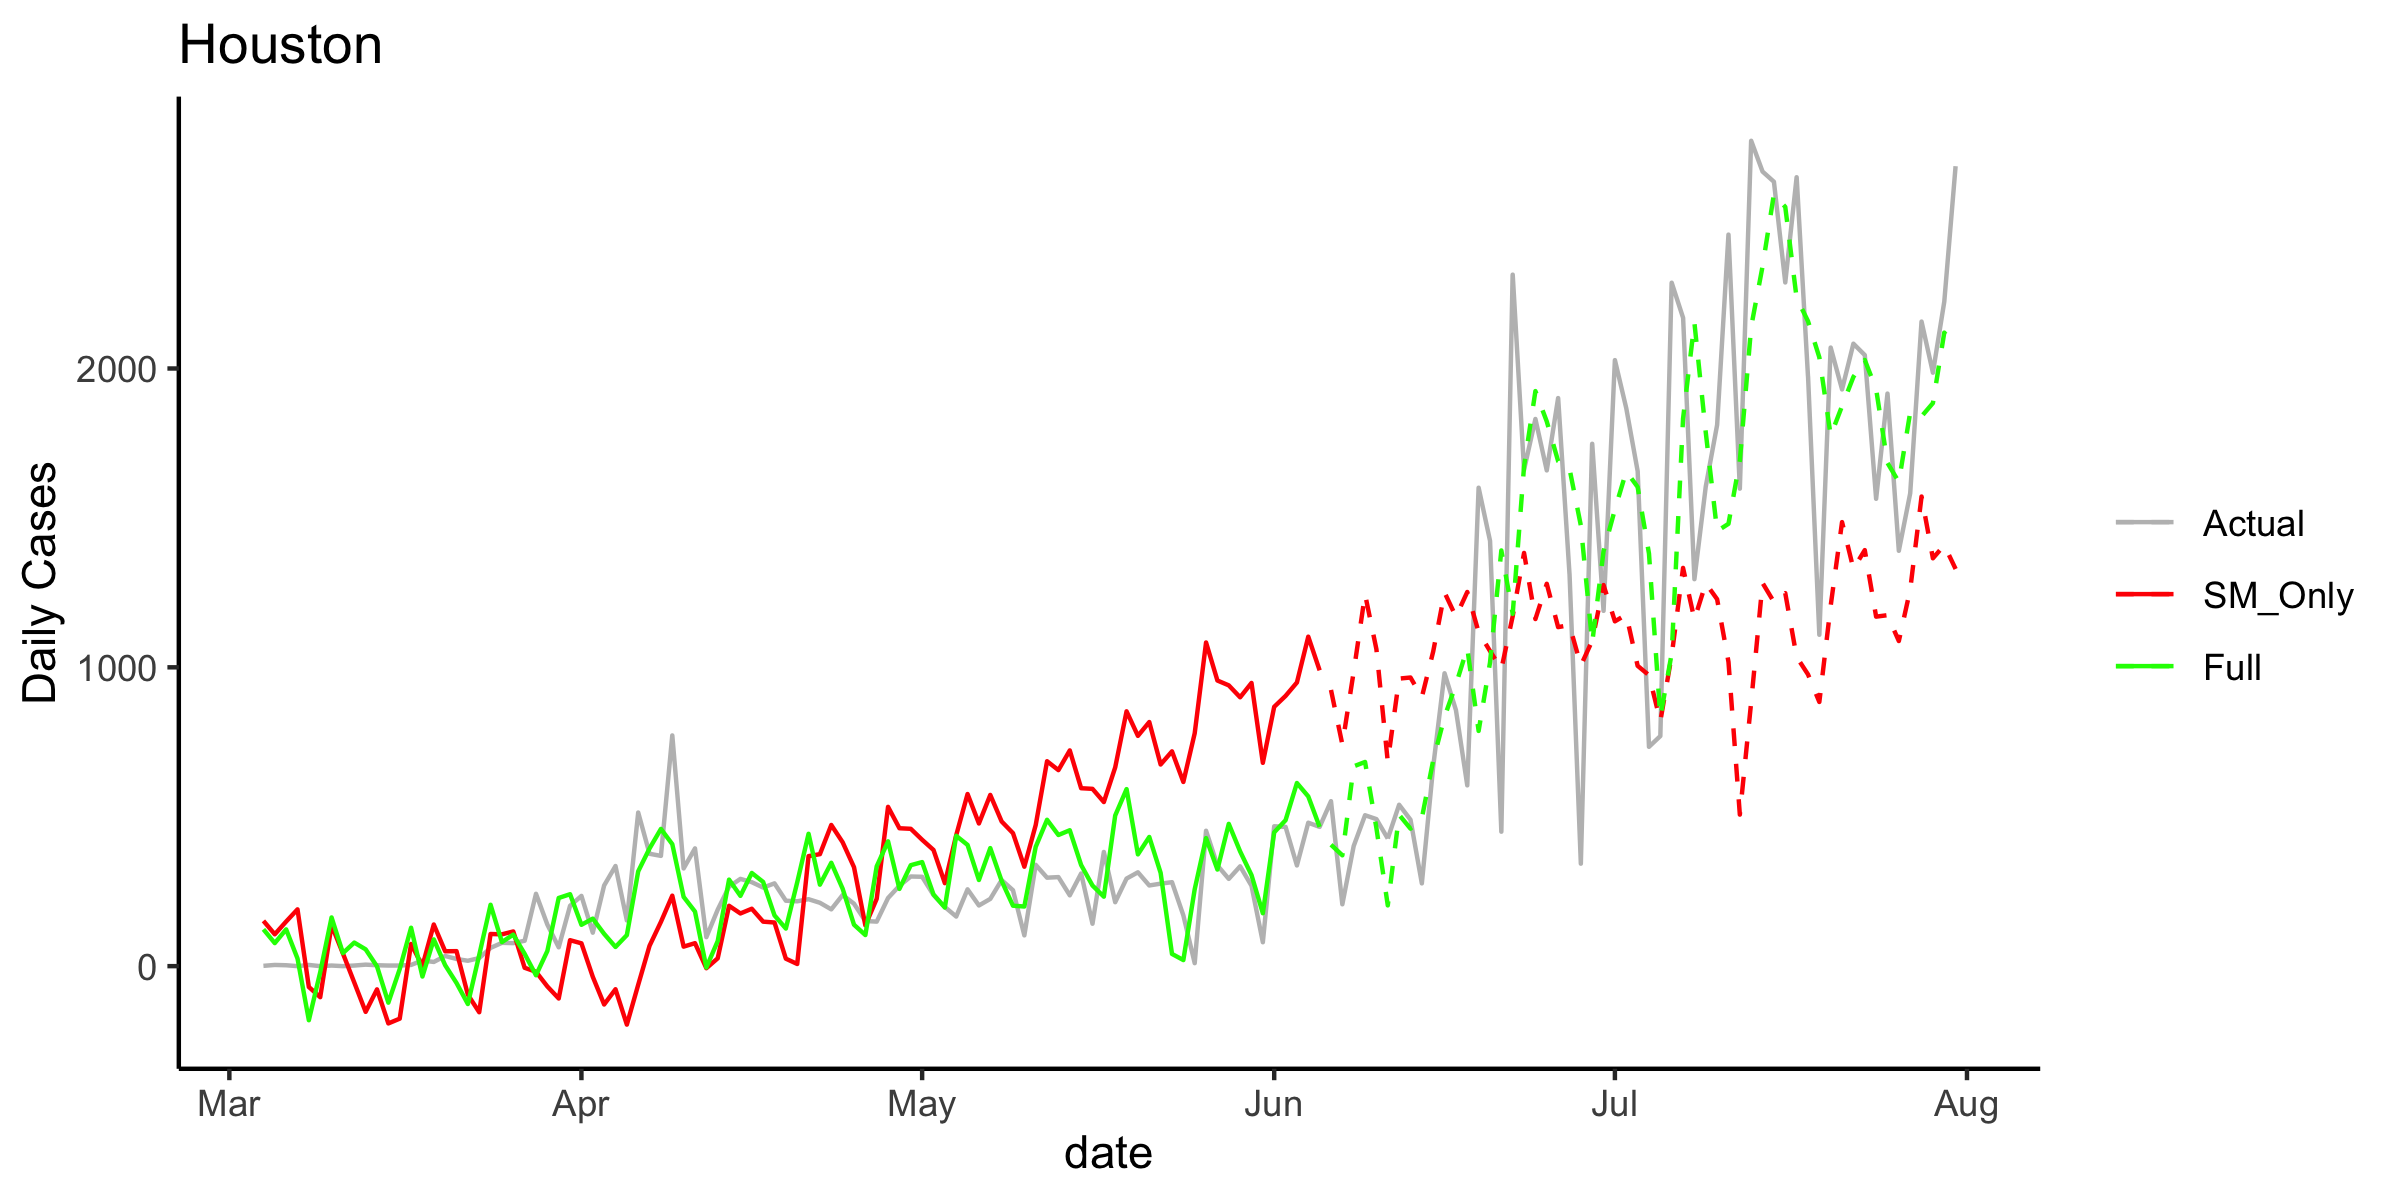 Houston
Daily Cases
2000
1000
0
Mar
Apr
May
Jun
Jul
Aug
date
Actual
SM_Only
Full